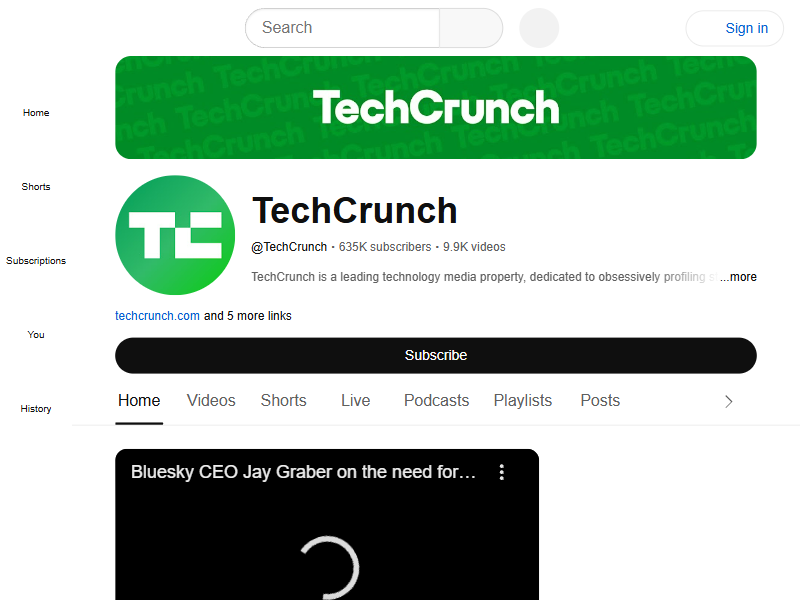 Search
Sign in
TechCrunch
Home
Shorts
Subscriptions
You
History
TechCrunch
@TechCrunch • 635K subscribers • 9.9K videos
TechCrunch is a leading technology media property, dedicated to obsessively profiling ...more
techcrunch.com and 5 more links
Subscribe
Home Videos Shorts Live Podcasts Playlists Posts
Bluesky CEO Jay Graber on the need for…